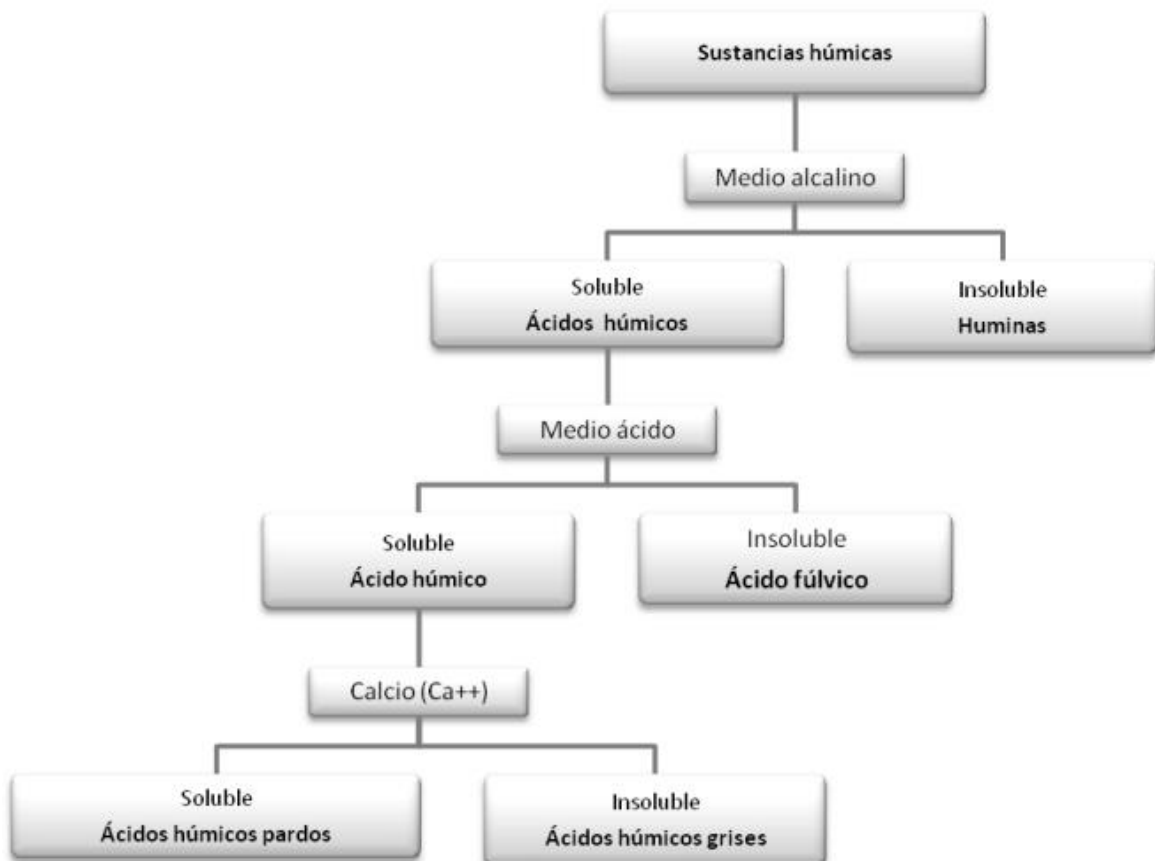 Sustancias húmicas
Medio alcalino
Soluble
Ácidos húmicos
Insoluble
Huminas
Medio ácido
Soluble
Ácido húmico
Insoluble
Ácido fúlvico
Calcio (Ca++)
Soluble
Ácidos húmicos pardos
Insoluble
Ácidos húmicos grises